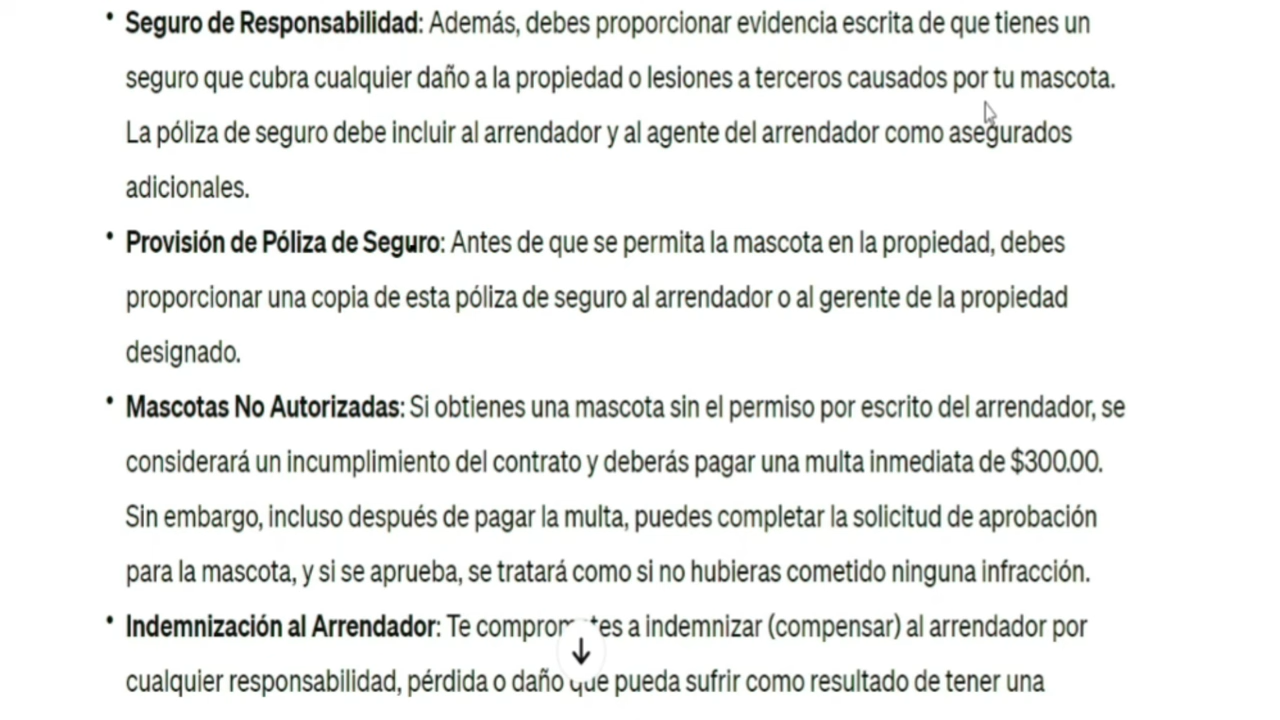 • Seguro de Responsabilidad: Además, debes proporcionar evidencia escrita de que tienes un
seguro que cubra cualquier daño a la propiedad o lesiones a terceros causados por tu mascota.
La póliza de seguro debe incluir al arrendador y al agente del arrendador como asegurados
adicionales.
• Provisión de Póliza de Seguro: Antes de que se permita la mascota en la propiedad, debes
proporcionar una copia de esta póliza de seguro al arrendador o al gerente de la propiedad
designado.
• Mascotas No Autorizadas: Si obtienes una mascota sin el permiso por escrito del arrendador, se
considerará un incumplimiento del contrato y deberás pagar una multa inmediata de $300.00.
Sin embargo, incluso después de pagar la multa, puedes completar la solicitud de aprobación
para la mascota, y si se aprueba, se tratará como si no hubieras cometido ninguna infracción.
• Indemnización al Arrendador: Te comprometes a indemnizar (compensar) al arrendador por
cualquier responsabilidad, pérdida o daño que pueda sufrir como resultado de tener una